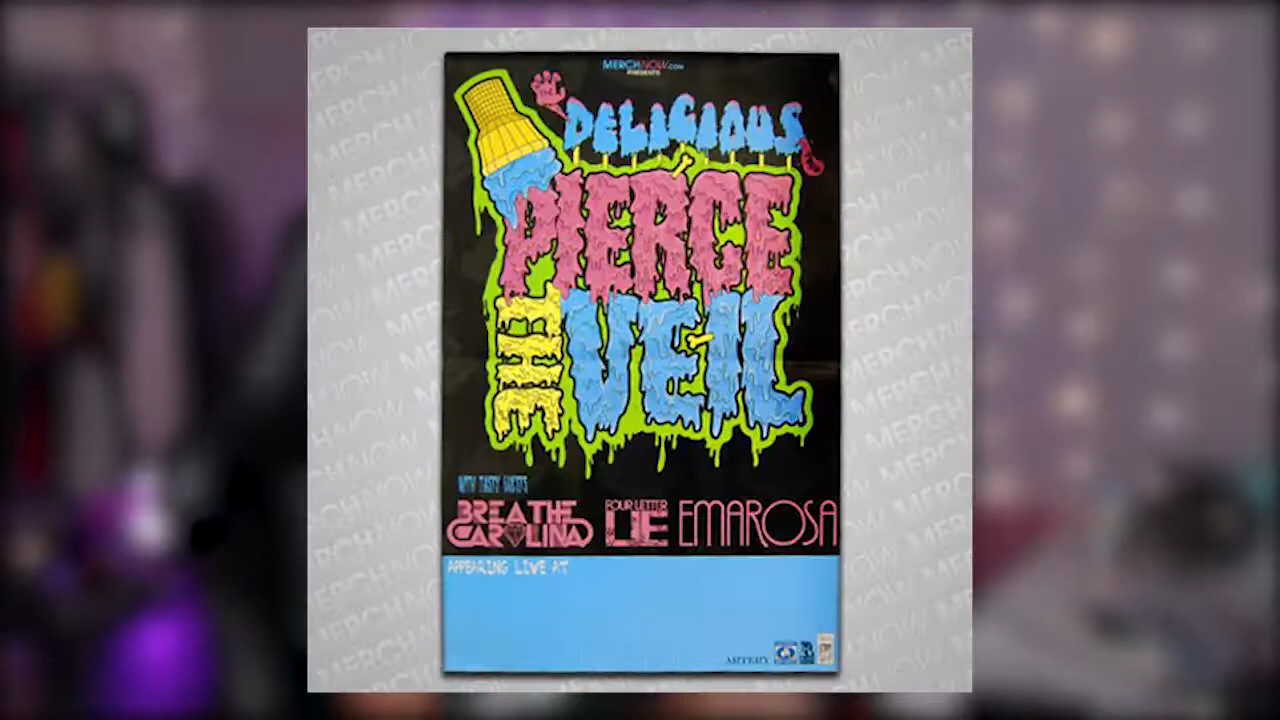 MERCHNOW.COM
PRESENTS
DELICIOUS
PIERCE
THE VEIL
WITH TASTY GUESTS
BREATHE CAROLINA
FOUR LETTER LIE
EMAROSA
APPEARING LIVE AT